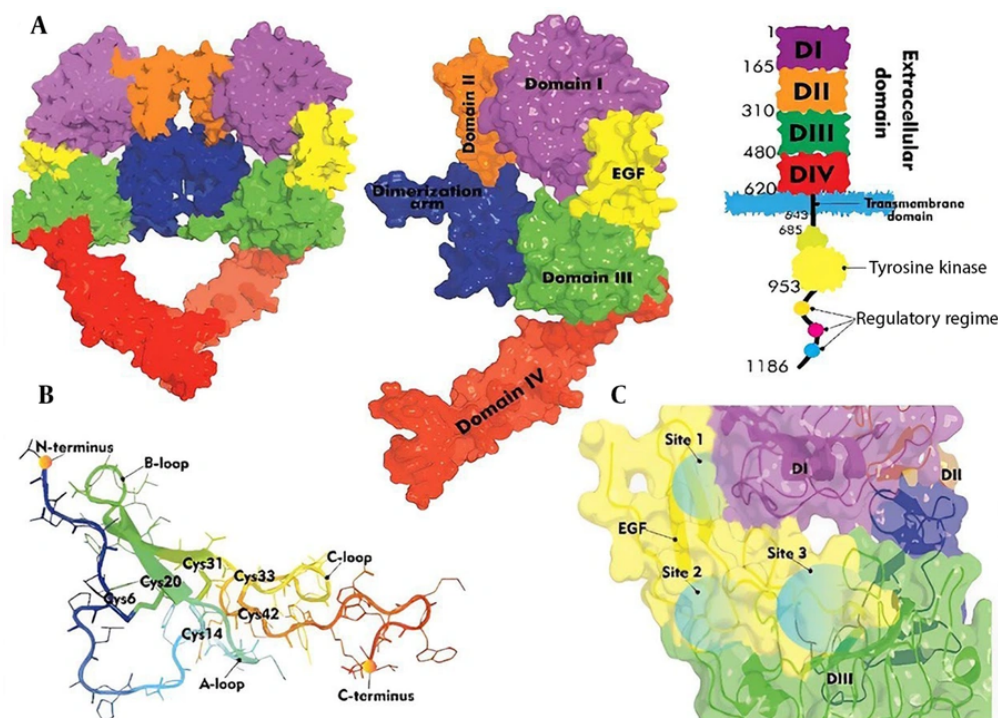 A
Domain II
Domain I
EGF
Dimerization
arm
Domain III
Domain IV
1
DI
165
DII
310
DIII
480
DIV
620
Extracellular
domain
Transmembrane
domain
643
685
Tyrosine kinase
953
Regulatory regime
1186
B
N-terminus
B-loop
Cys31
Cys20
Cys6
Cys33
C-loop
Cys42
Cys14
A-loop
C-terminus
C
Site 1
DI
DII
EGF
Site 3
Site 2
DIII